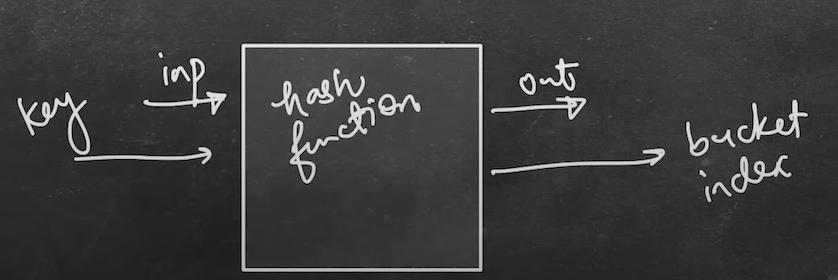 key
inp
hash
function
out
bucket
index